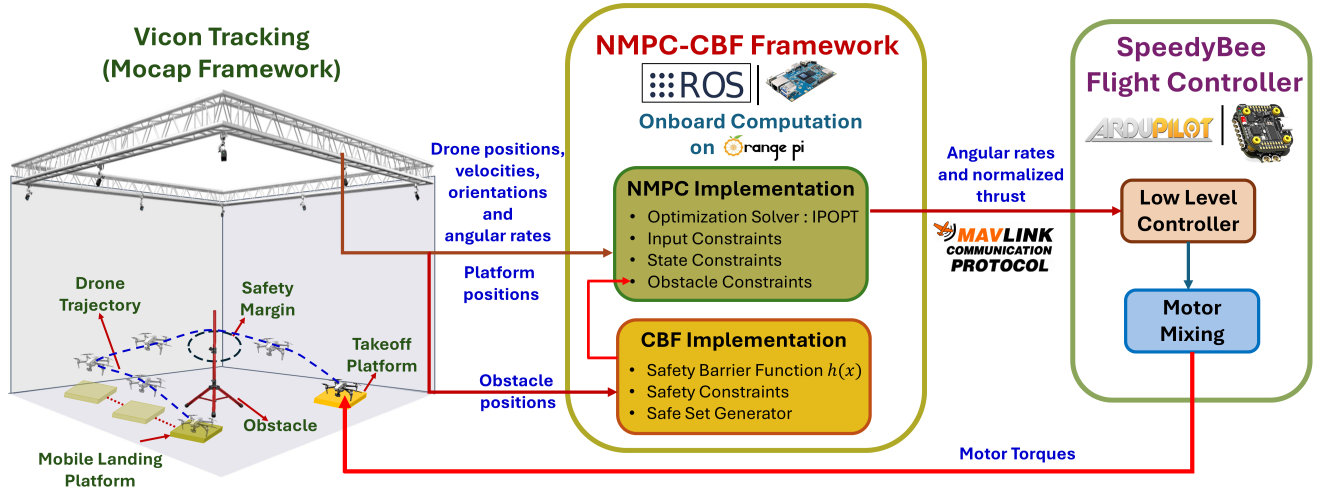 Vicon Tracking
(Mocap Framework)
Drone
Trajectory
Safety
Margin
Takeoff
Platform
Obstacle
Mobile Landing
Platform
Drone positions,
velocities,
orientations
and
angular rates
Platform
positions
Obstacle
positions
NMPC-CBF Framework
ROS
Onboard Computation
on Orange pi
NMPC Implementation
• Optimization Solver : IPOPT
• Input Constraints
• State Constraints
• Obstacle Constraints
CBF Implementation
• Safety Barrier Function h(x)
• Safety Constraints
• Safe Set Generator
Angular rates
and normalized
thrust
MAVLINK
COMMUNICATION
PROTOCOL
SpeedyBee
Flight Controller
ARDUPILOT
Low Level
Controller
Motor
Mixing
Motor Torques